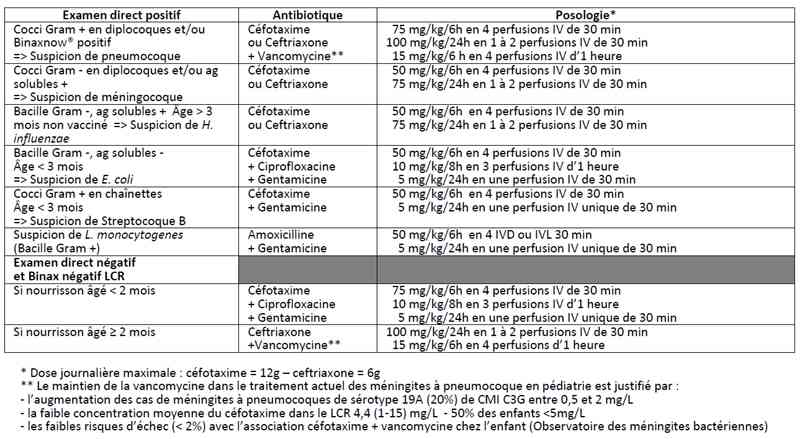 Examen direct positif Antibiotique Posologie*
Cocci Gram + en diplocoques et/ou Céfotaxime 75 mg/kg/6h en 4 perfusions IV de 30 min
Binaxnow® positif ou Ceftriaxone 100 mg/kg/24h en 1 à 2 perfusions IV de 30 min
=> Suspicion de pneumocoque + Vancomycine** 15 mg/kg/6 h en 4 perfusions IV d'1 heure
Cocci Gram - en diplocoques et/ou ag Céfotaxime 50 mg/kg/6h en 4 perfusions IV de 30 min
solubles + ou Ceftriaxone 75 mg/kg/24h en 1 à 2 perfusions IV de 30 min
=> Suspicion de méningocoque
Bacille Gram -, ag solubles + Âge > 3 Céfotaxime 50 mg/kg/6h en 4 perfusions IV de 30 min
mois non vacciné => Suspicion de H. ou Ceftriaxone 75 mg/kg/24h en 1 à 2 perfusions IV de 30 min
influenzae
Bacille Gram -, ag solubles - Céfotaxime 50 mg/kg/6h en 4 perfusions IV de 30 min
Âge < 3 mois + Ciprofloxacine 10 mg/kg/8h en 3 perfusions IV d'1 heure
=> Suspicion de E. coli + Gentamicine 5 mg/kg/24h en une perfusion IV de 30 min
Cocci Gram + en chaînettes Céfotaxime 50 mg/kg/6h en 4 perfusions IV de 30 min
Âge < 3 mois + Gentamicine 5 mg/kg/24h en une perfusion IV unique de 30 min
=> Suspicion de Streptocoque B
Suspicion de L. monocytogenes Amoxicilline 50 mg/kg/6h en 4 IVD ou IVL 30 min
(Bacille Gram +) + Gentamicine 5 mg/kg/24h en une perfusion IV unique de 30 min
Examen direct négatif
et Binax négatif LCR
Si nourrisson âgé < 2 mois Céfotaxime 75 mg/kg/6h en 4 perfusions IV de 30 min
+ Ciprofloxacine 10 mg/kg/8h en 3 perfusions IV d'1 heure
+ Gentamicine 5 mg/kg/24h en une perfusion IV unique de 30 min
Si nourrisson âgé ≥ 2 mois Ceftriaxone 100 mg/kg/24h en 1 à 2 perfusions IV de 30 min
+Vancomycine** 15 mg/kg/6h en 4 perfusions d'1 heure
* Dose journalière maximale : céfotaxime = 12g – ceftriaxone = 6g
** Le maintien de la vancomycine dans le traitement actuel des méningites à pneumocoque en pédiatrie est justifié par :
- l'augmentation des cas de méningites à pneumocoques de sérotype 19A (20%) de CMI C3G entre 0,5 et 2 mg/L
- la faible concentration moyenne du céfotaxime dans le LCR 4,4 (1-15) mg/L - 50% des enfants <5mg/L
- les faibles risques d'échec (< 2%) avec l'association céfotaxime + vancomycine chez l'enfant (Observatoire des méningites bactériennes)